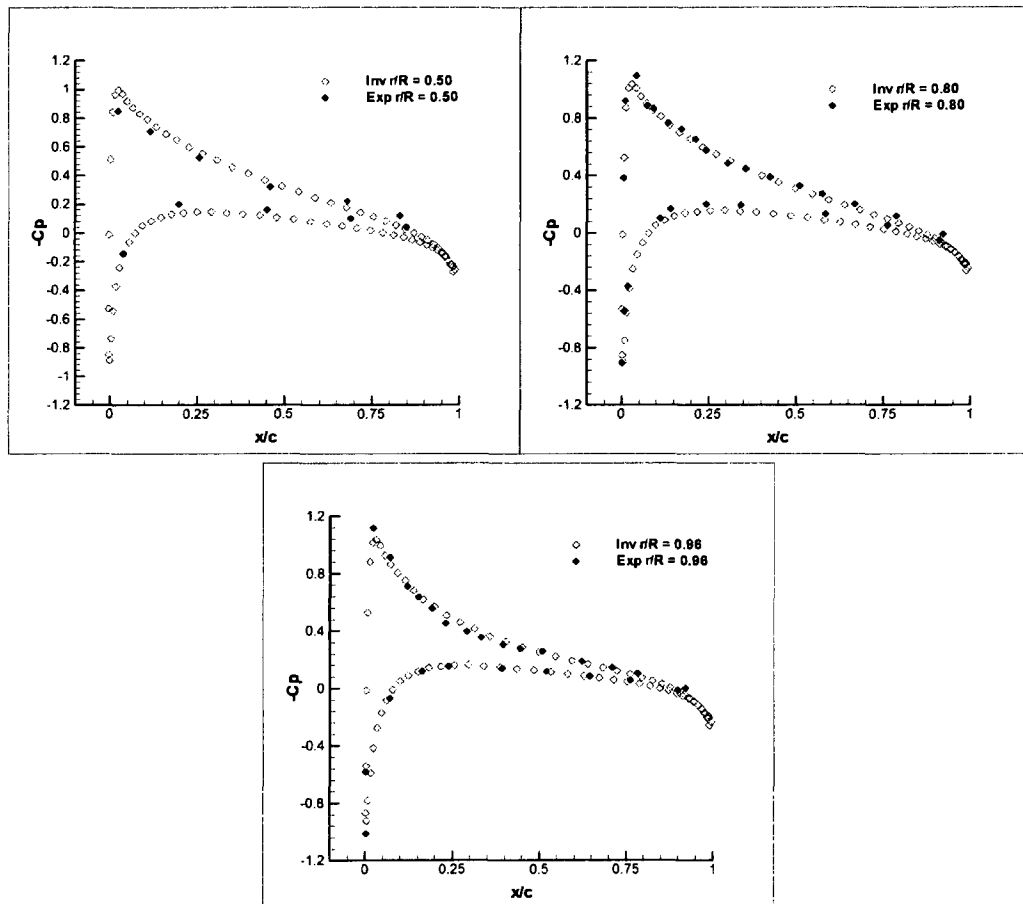 1.2
1
0.8
0.6
0.4
0.2
0
-0.2
-0.4
-0.6
-0.8
-1
-1.2
-Cp
Inv r/R = 0.50
Exp r/R = 0.50
0 0.25 0.5 0.75 1
x/c
1.2
0.8
0.4
0
-0.4
-0.8
-1.2
-Cp
Inv r/R = 0.80
Exp r/R = 0.80
0 0.25 0.5 0.75 1
x/c
1.2
0.8
0.4
0
-0.4
-0.8
-1.2
-Cp
Inv r/R = 0.96
Exp r/R = 0.96
0 0.25 0.5 0.75 1
x/c